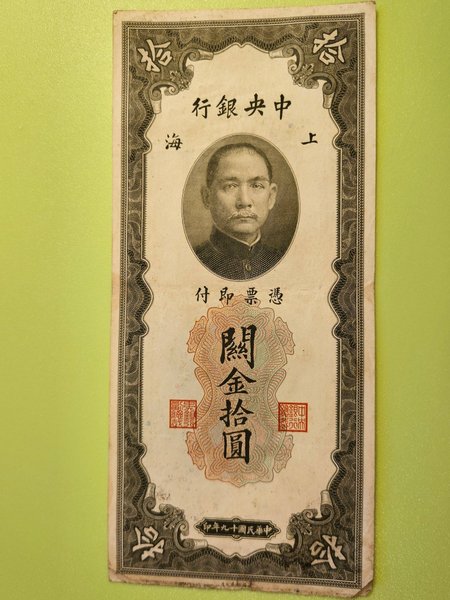 拾 拾
中央銀行
上海
憑票即付
關金拾圓
中華民國十九年印
拾 拾